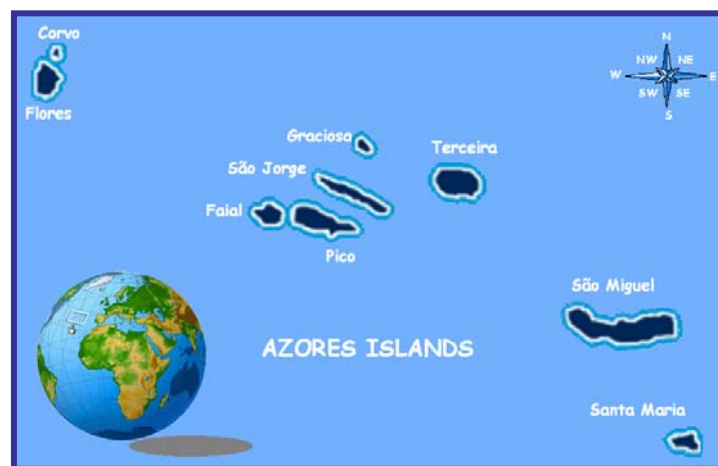 Corvo
Flores
N
NW NE
W E
SW SE
S
Graciosa
Terceira
São Jorge
Faial
Pico
São Miguel
AZORES ISLANDS
Santa Maria